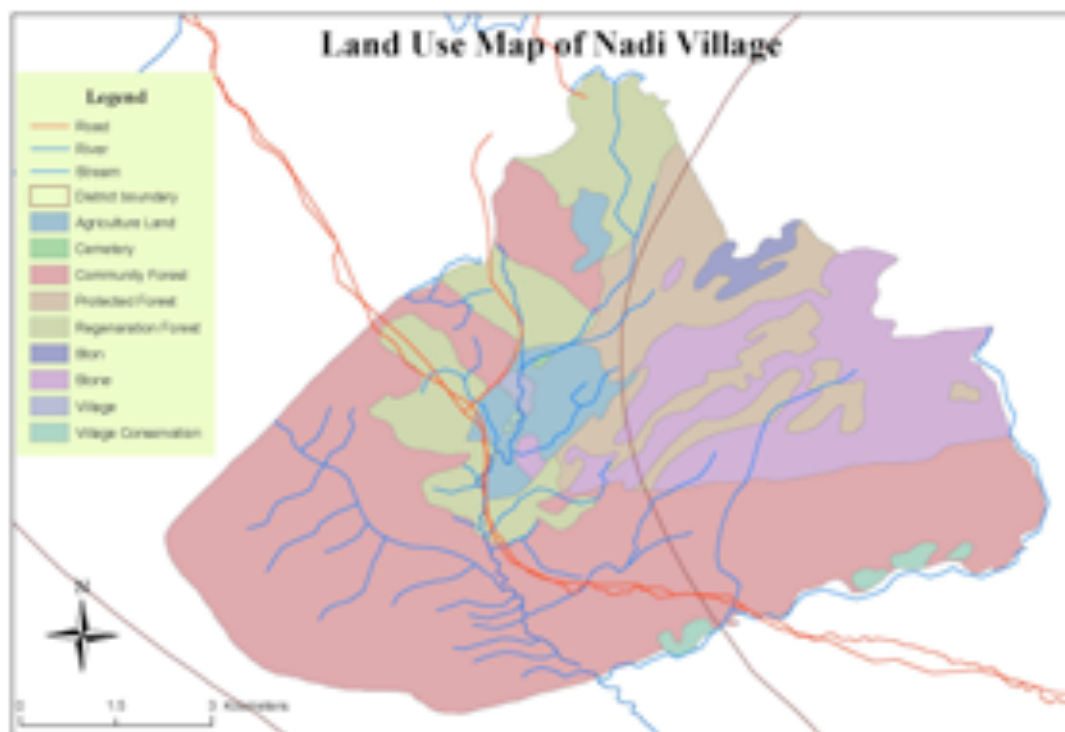 Land Use Map of Nadi Village
Legend
Road
River
Stream
District boundary
Agriculture Land
Cemetery
Community Forest
Protected Forest
Regenaration Forest
Stone
Village
Village Conservation
N
0 1.5 3 Kilometers